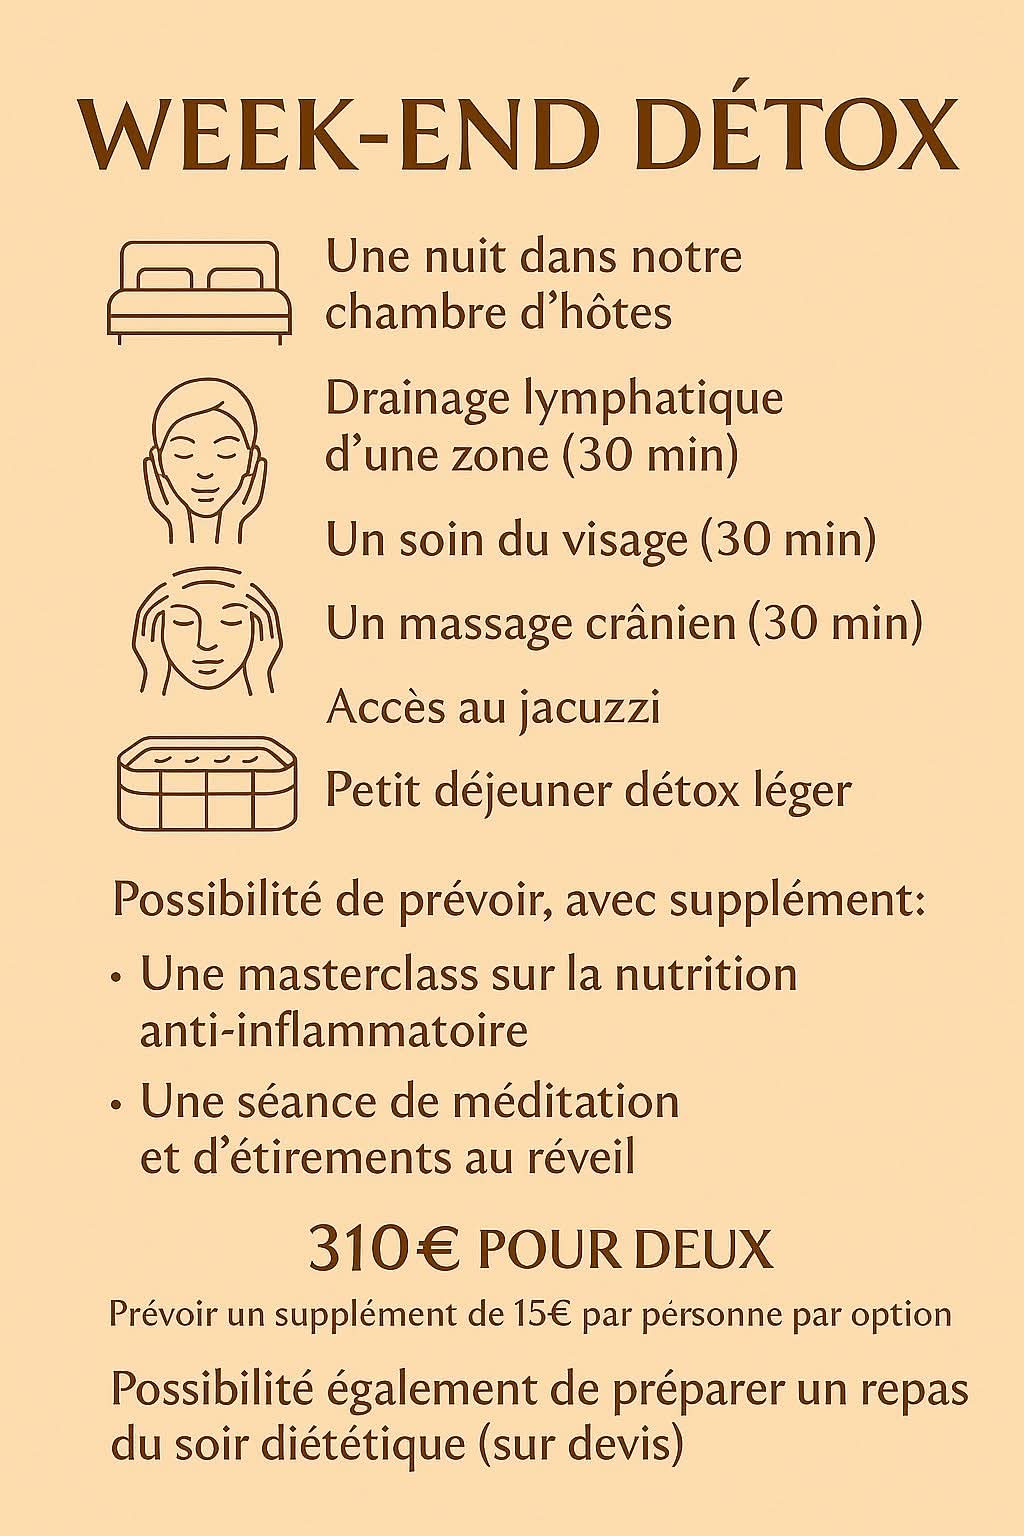 WEEK-END DÉTOX
Une nuit dans notre
chambre d’hôtes
Drainage lymphatique
d’une zone (30 min)
Un soin du visage (30 min)
Un massage crânien (30 min)
Accès au jacuzzi
Petit déjeuner détox léger
Possibilité de prévoir, avec supplément:
• Une masterclass sur la nutrition
anti-inflammatoire
• Une séance de méditation
et d’étirements au réveil
310€ POUR DEUX
Prévoir un supplément de 15€ par personne par option
Possibilité également de préparer un repas
du soir diététique (sur devis)